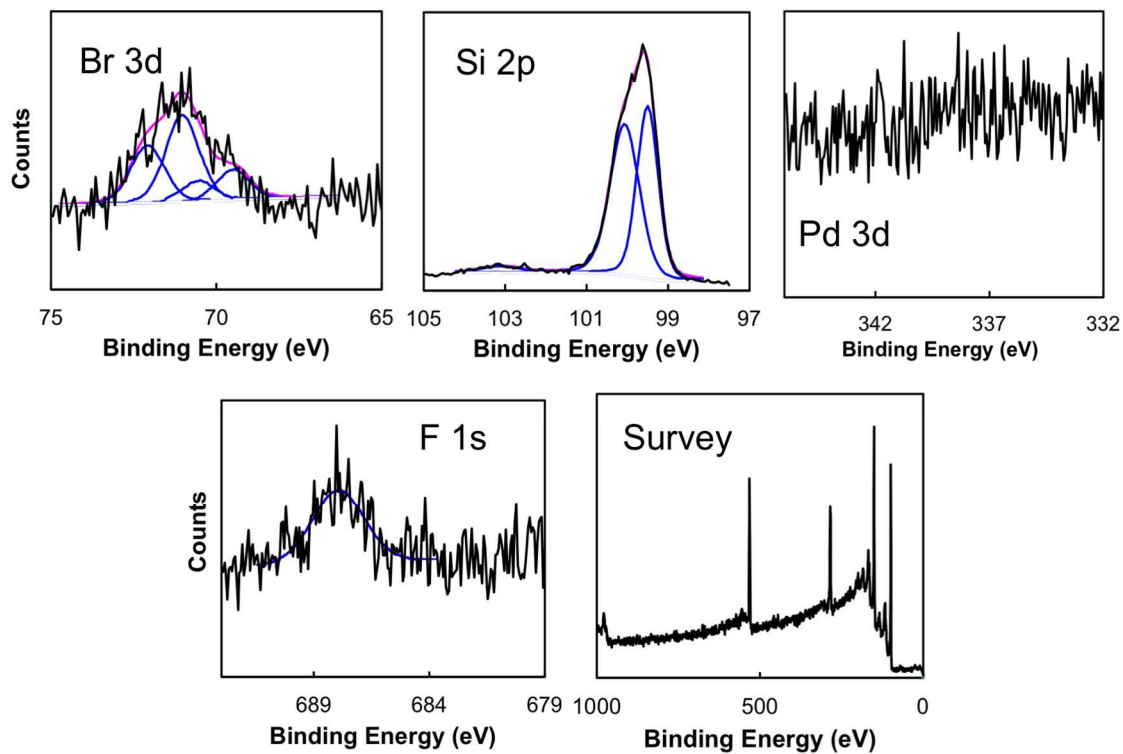 Br 3d
Counts
75 70 65
Binding Energy (eV)
Si 2p
105 103 101 99 97
Binding Energy (eV)
Pd 3d
342 337 332
Binding Energy (eV)
F 1s
Counts
689 684 679
Binding Energy (eV)
Survey
1000 500 0
Binding Energy (eV)